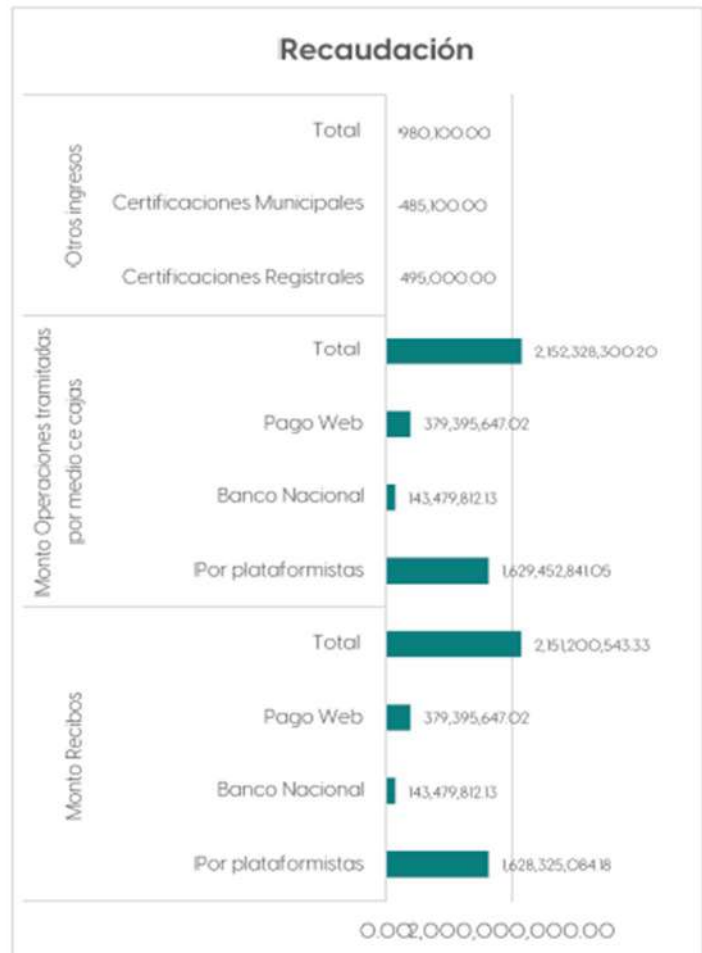 Recaudación
Otros ingresos
Total 980,100.00
Certificaciones Municipales 485,100.00
Certificaciones Registrales 495,000.00
Monto Operaciones tramitadas
por medio ce cajas
Total 2,152,328,300.20
Pago Web 379,395,647.02
Banco Nacional 143,479,812.13
Por plataformistas 1,629,452,841.05
Monto Recibos
Total 2,151,200,543.33
Pago Web 379,395,647.02
Banco Nacional 143,479,812.13
Por plataformistas 1,628,325,084.18
0.00 2,000,000,000.00